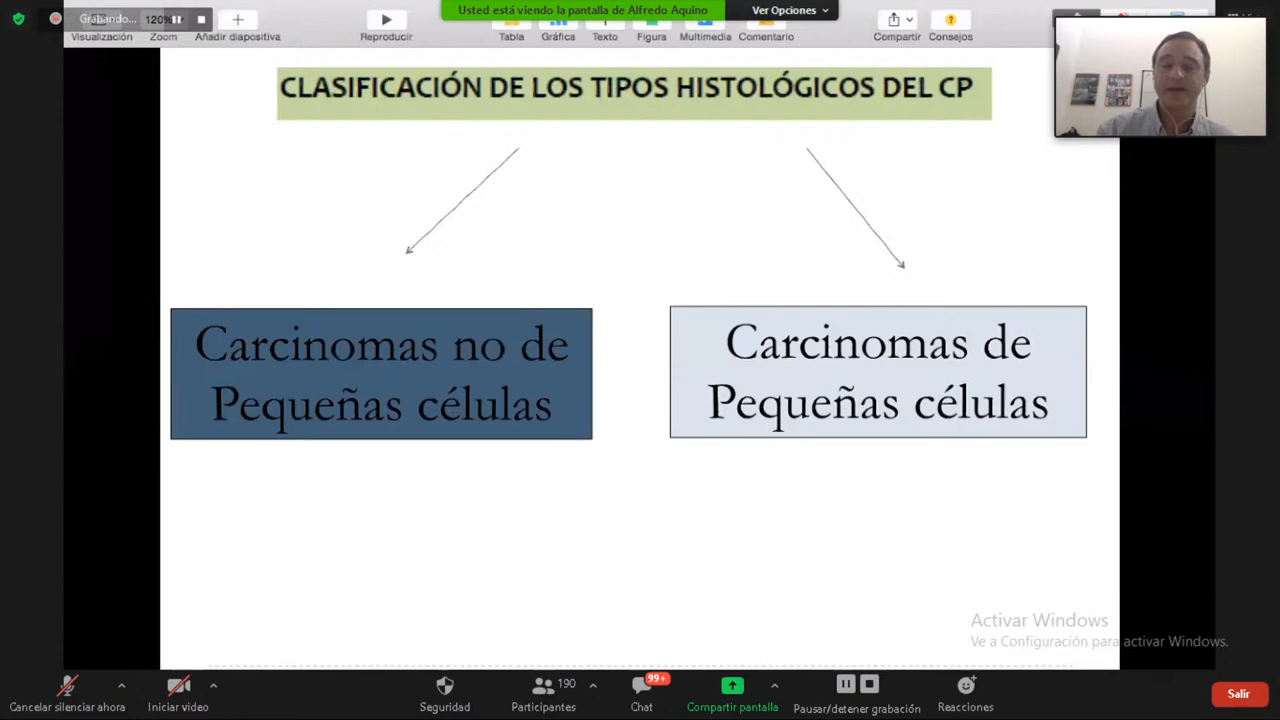 Grabando...
120%
Usted está viendo la pantalla de Alfredo Aquino
Ver Opciones
Visualización
Zoom
Añadir diapositiva
Reproducir
Tabla
Gráfica
Texto
Figura
Multimedia
Comentario
Compartir
Consejos
CLASIFICACIÓN DE LOS TIPOS HISTOLÓGICOS DEL CP
Carcinomas no de
Pequeñas células
Carcinomas de
Pequeñas células
Activar Windows
Ve a Configuración para activar Windows.
Cancelar silenciar ahora
Iniciar video
Seguridad
190
Participantes
99+
Chat
Compartir pantalla
Pausar/detener grabación
Reacciones
Salir